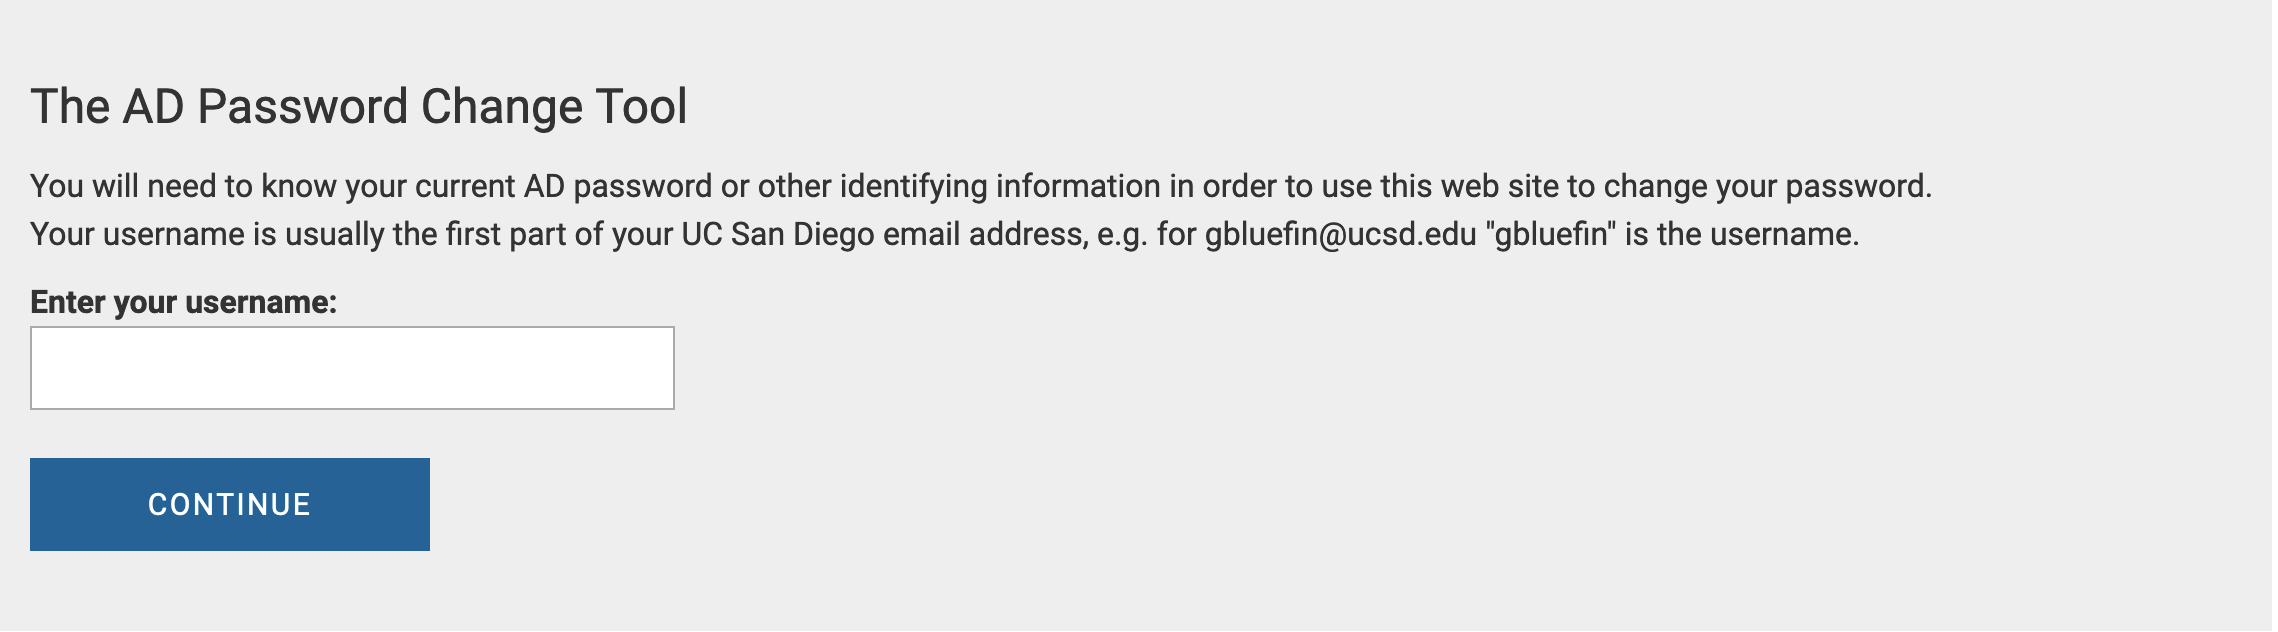 The AD Password Change Tool
You will need to know your current AD password or other identifying information in order to use this web site to change your password.
Your username is usually the first part of your UC San Diego email address, e.g. for gbluefin@ucsd.edu "gbluefin" is the username.
Enter your username:
CONTINUE